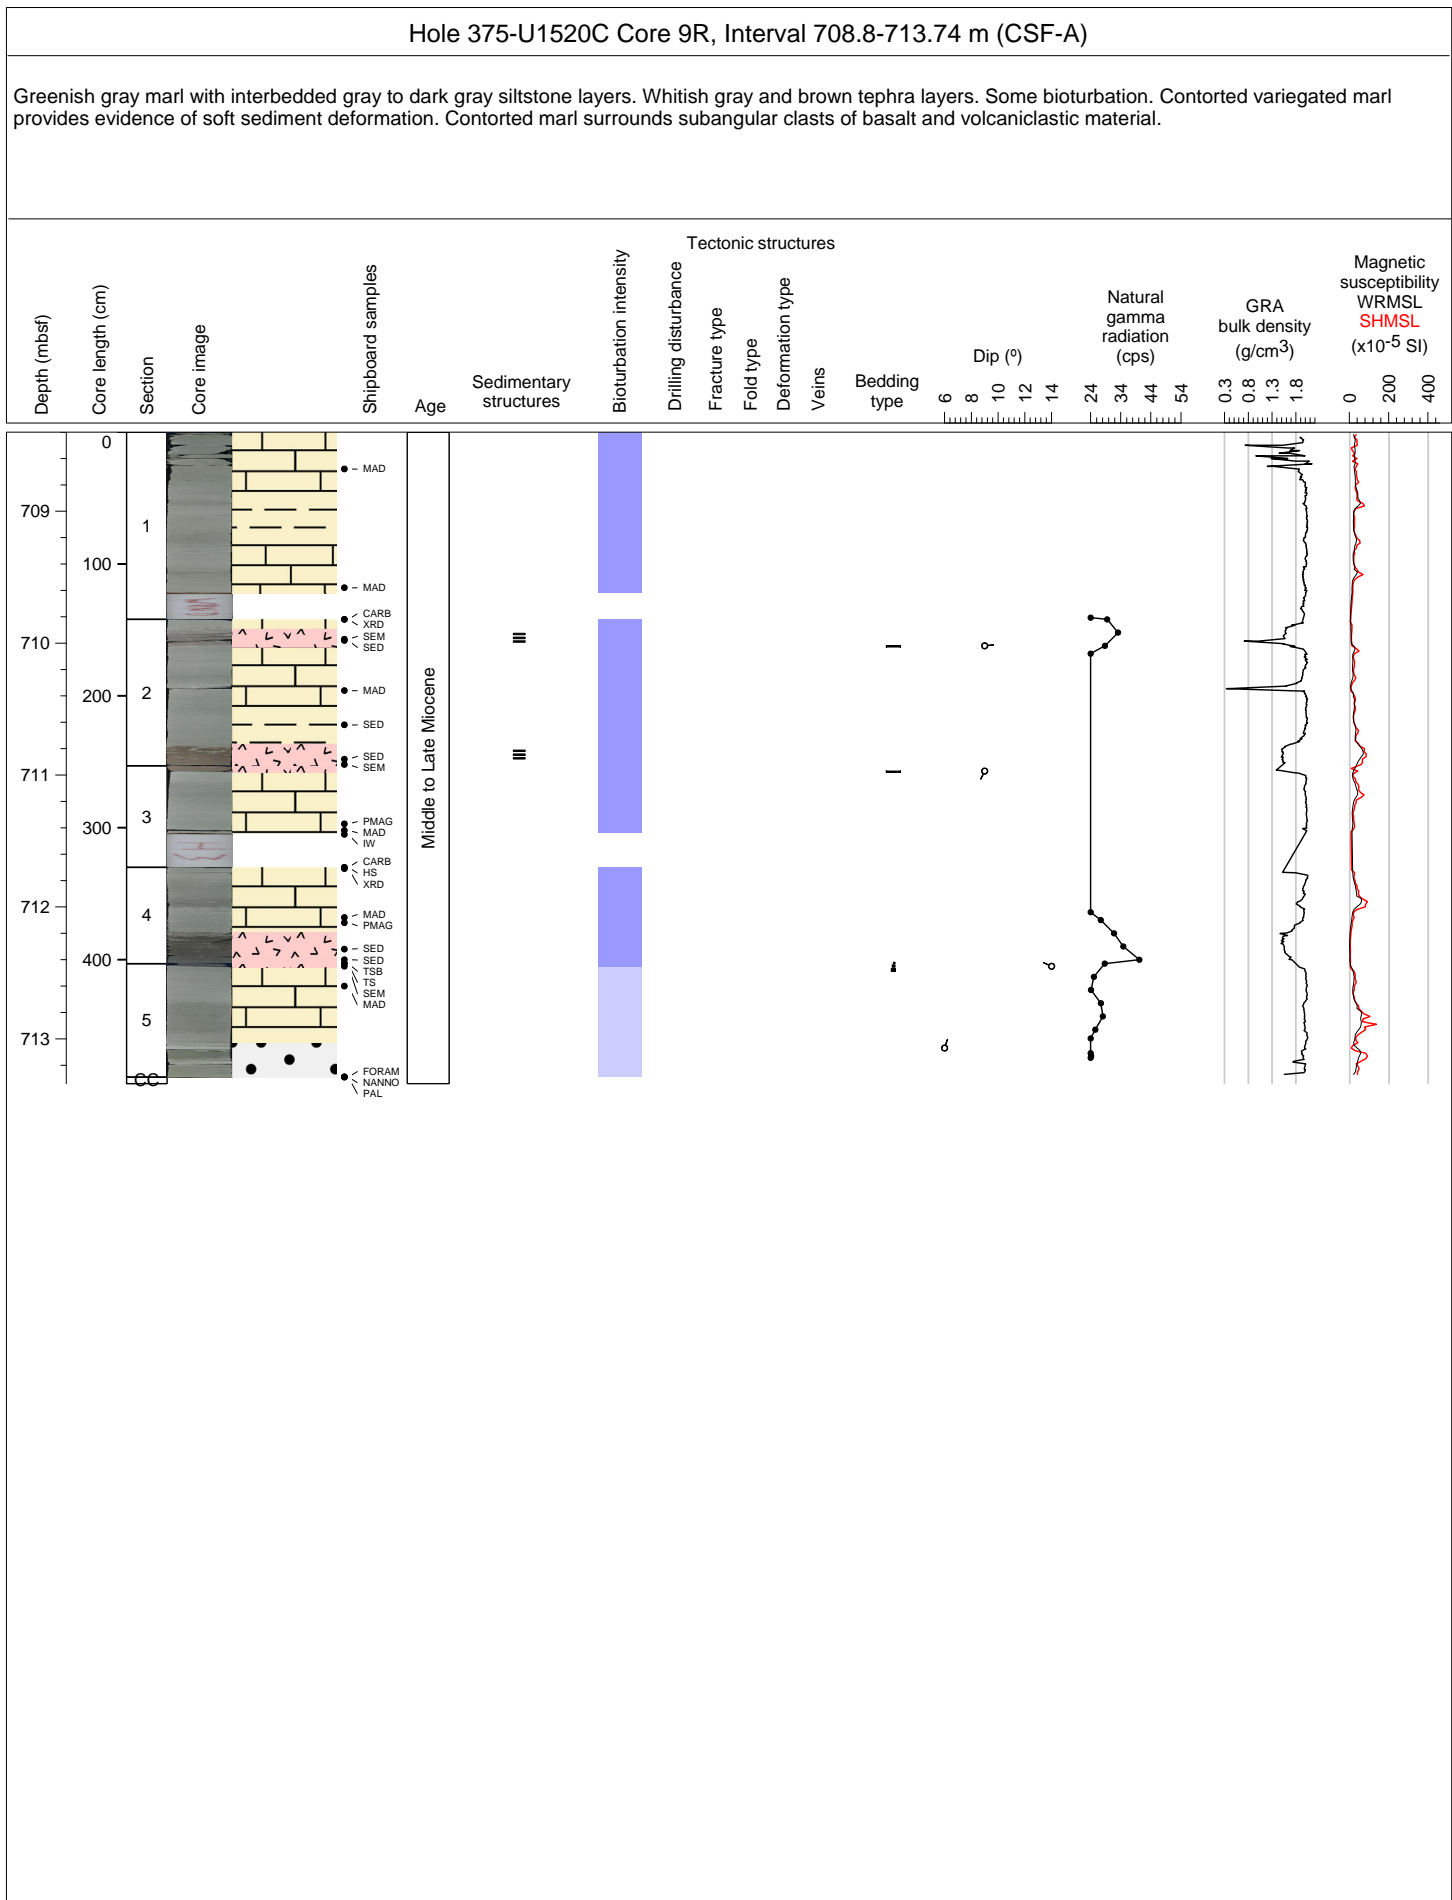 Hole 375-U1520C Core 9R, Interval 708.8-713.74 m (CSF-A)
Greenish gray marl with interbedded gray to dark gray siltstone layers. Whitish gray and brown tephra layers. Some bioturbation. Contorted variegated marl
provides evidence of soft sediment deformation. Contorted marl surrounds subangular clasts of basalt and volcaniclastic material.
Depth (mbsf)
Core length (cm)
Section
Core image
Shipboard samples
Age
Sedimentary
structures
Bioturbation intensity
Tectonic structures
Drilling disturbance
Fracture type
Fold type
Deformation type
Veins
Bedding
type
Dip (º)
6 8 10 12 14
Natural
gamma
radiation
(cps)
24 34 44 54
GRA
bulk density
(g/cm3)
0.3 0.8 1.3 1.8
Magnetic
susceptibility
WRMSL
SHMSL
(x10-5 SI)
0 200 400
709
710
711
712
713
0
100
200
300
400
1
2
3
4
5
CC
MAD
MAD
CARB
XRD
SEM
SED
MAD
SED
SED
SEM
PMAG
MAD
IW
CARB
HS
XRD
MAD
PMAG
SED
SED
TSB
TS
SEM
MAD
FORAM
NANNO
PAL
Middle to Late Miocene